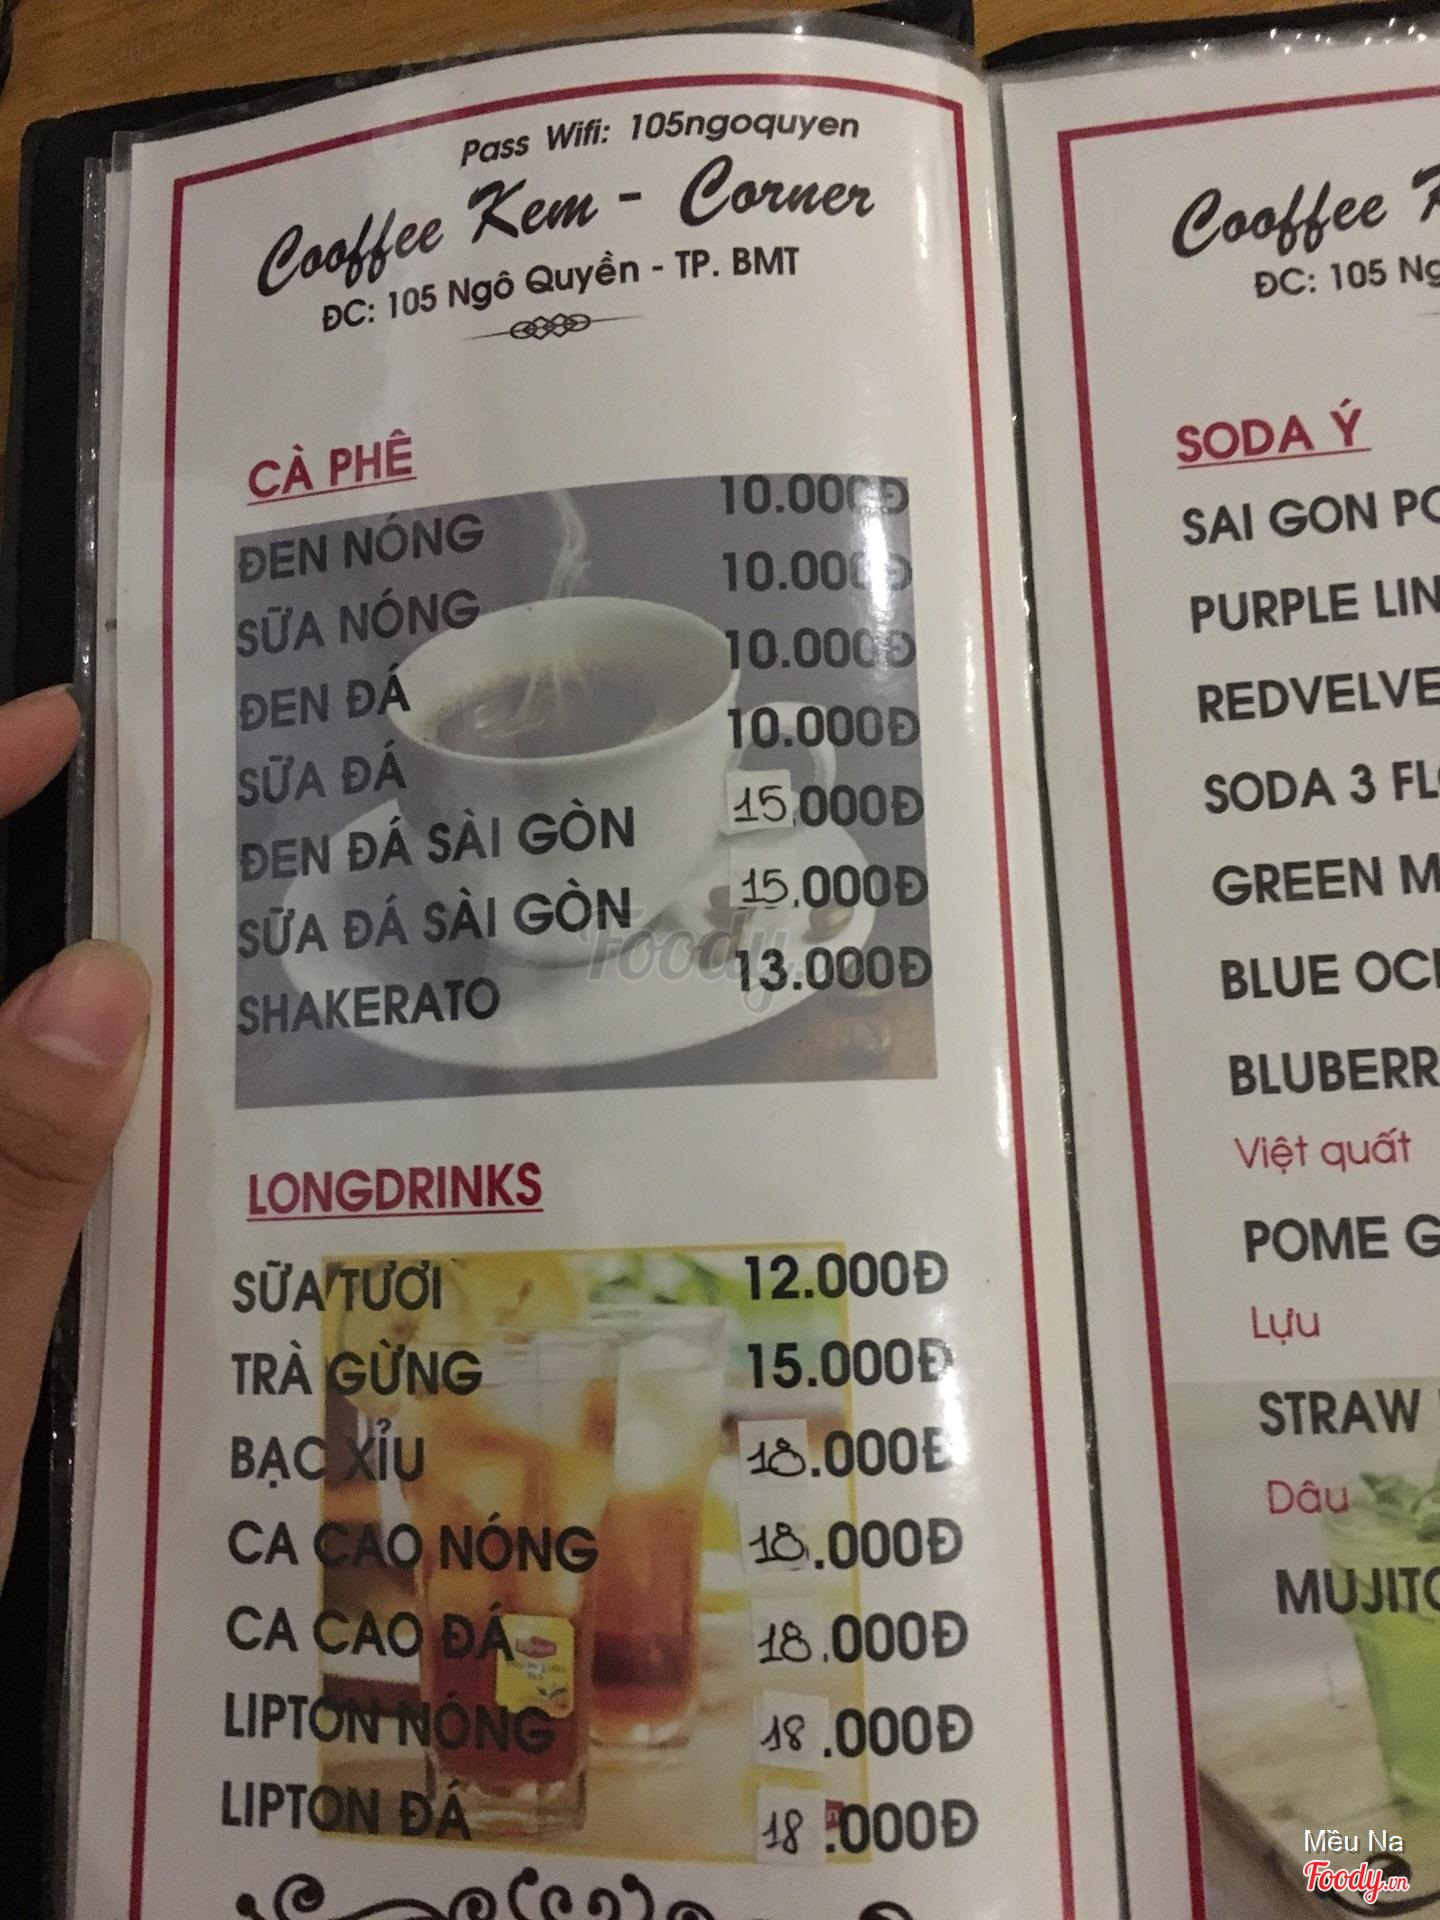 Pass Wifi: 105ngoquyen
Cooffee Kem - Corner
ĐC: 105 Ngô Quyền - TP. BMT
CÀ PHÊ
ĐEN NÓNG 10.000Đ
SỮA NÓNG 10.000Đ
ĐEN ĐÁ 10.000Đ
SỮA ĐÁ 10.000Đ
ĐEN ĐÁ SÀI GÒN 15.000Đ
SỮA ĐÁ SÀI GÒN 15.000Đ
SHAKERATO 13.000Đ
LONGDRINKS
SỮA TƯƠI 12.000Đ
TRÀ GỪNG 15.000Đ
BẠC XỈU 18.000Đ
CA CAO NÓNG 18.000Đ
CA CAO ĐÁ 18.000Đ
LIPTON NÓNG 18.000Đ
LIPTON ĐÁ 18.000Đ
Cooffee
ĐC: 105
SODA Ý
SAI GON
PURPLE
SODA 3
GREEN
BLUE
Việt quất
POME
Lựu
STRAW
Dâu
Foody.vn
Mều Na
Foody.vn